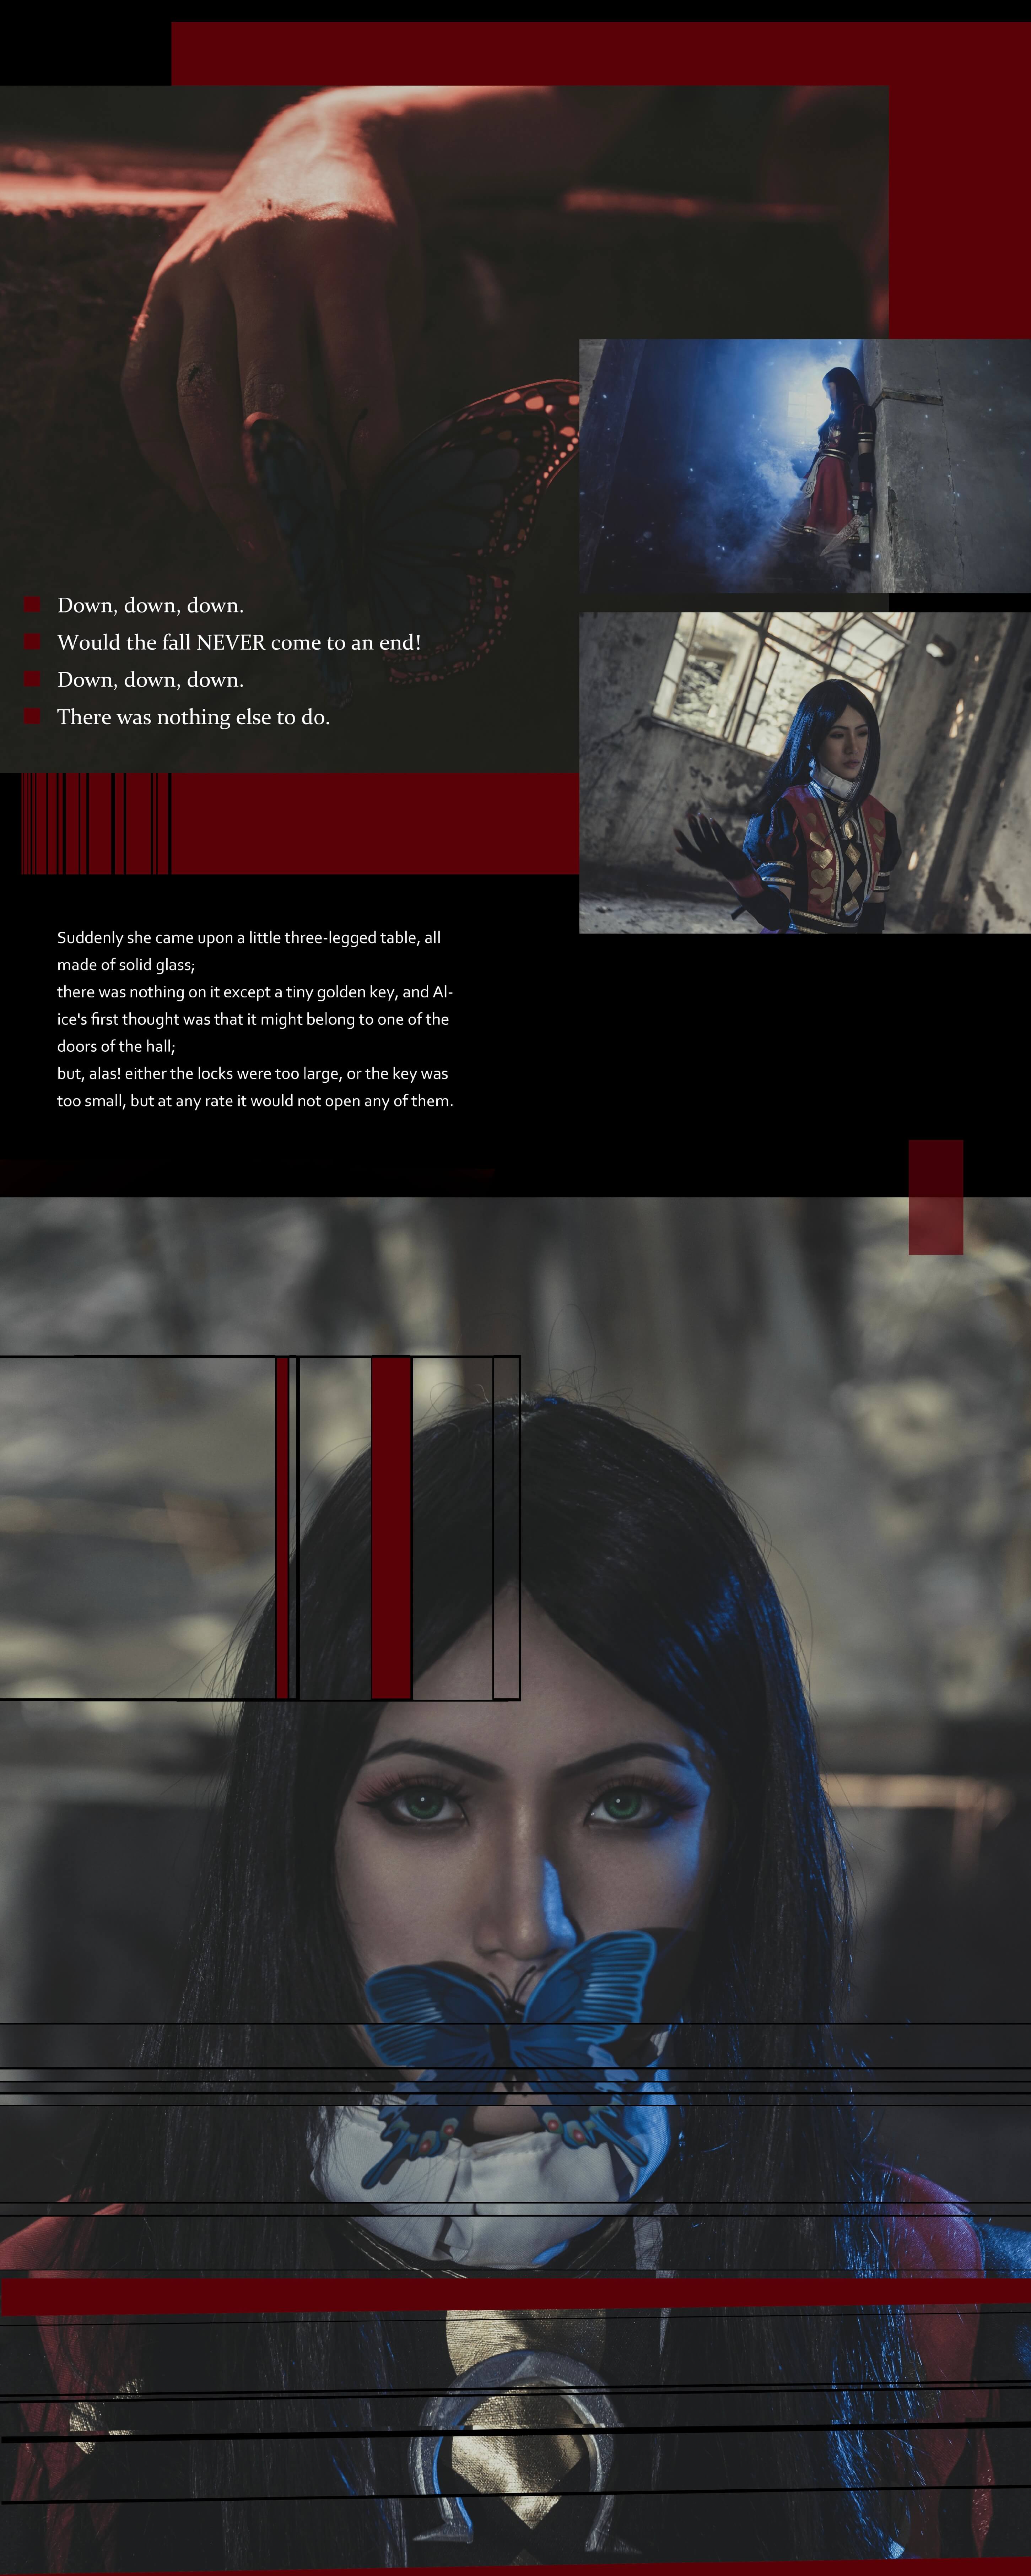 Down, down, down.
Would the fall NEVER come to an end!
Down, down, down.
There was nothing else to do.
Suddenly she came upon a little three-legged table, all
made of solid glass;
there was nothing on it except a tiny golden key, and Al-
ice's first thought was that it might belong to one of the
doors of the hall;
but, alas! either the locks were too large, or the key was
too small, but at any rate it would not open any of them.